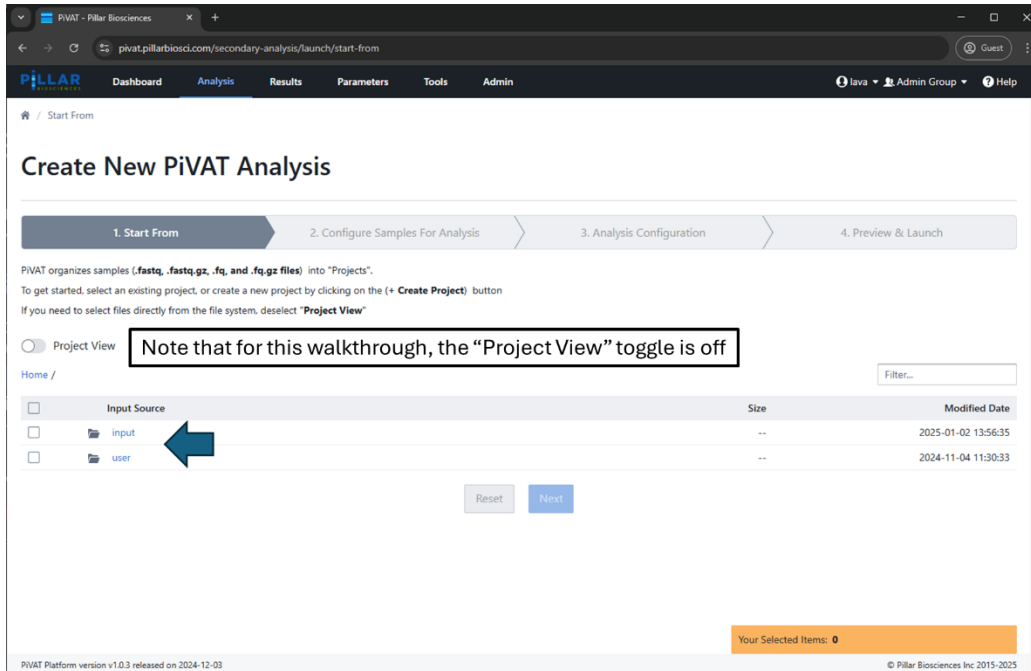 PiVAT - Pillar Biosciences
pivat.pillarbiosci.com/secondary-analysis/launch/start-from
Guest
PiLLAR
BIOSCIENCES
Dashboard Analysis Results Parameters Tools Admin
lava Admin Group Help
/ Start From
Create New PiVAT Analysis
1. Start From 2. Configure Samples For Analysis 3. Analysis Configuration 4. Preview & Launch
PiVAT organizes samples (.fastq, .fastq.gz, .fq, and .fq.gz files) into "Projects".
To get started, select an existing project, or create a new project by clicking on the (+ Create Project) button
If you need to select files directly from the file system, deselect "Project View"
Project View
Note that for this walkthrough, the “Project View” toggle is off
Home /
Filter...
Input Source Size Modified Date
input -- 2025-01-02 13:56:35
user -- 2024-11-04 11:30:33
Reset Next
Your Selected Items: 0
PiVAT Platform version v1.0.3 released on 2024-12-03
© Pillar Biosciences Inc 2015-2025